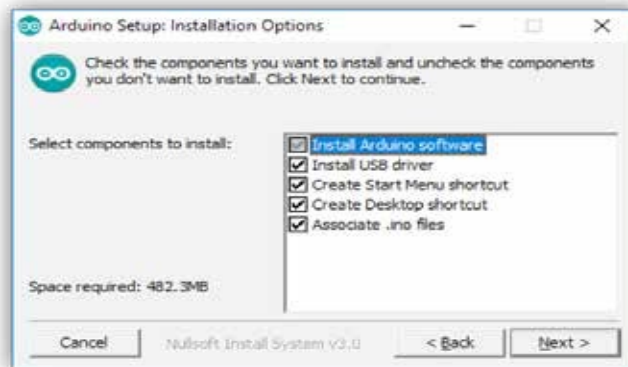 Arduino Setup: Installation Options
Check the components you want to install and uncheck the components
you don't want to install. Click Next to continue.
Select components to install:
Install Arduino software
Install USB driver
Create Start Menu shortcut
Create Desktop shortcut
Associate .ino files
Space required: 482.3MB
Cancel
Nullsoft Install System v3.0
< Back
Next >